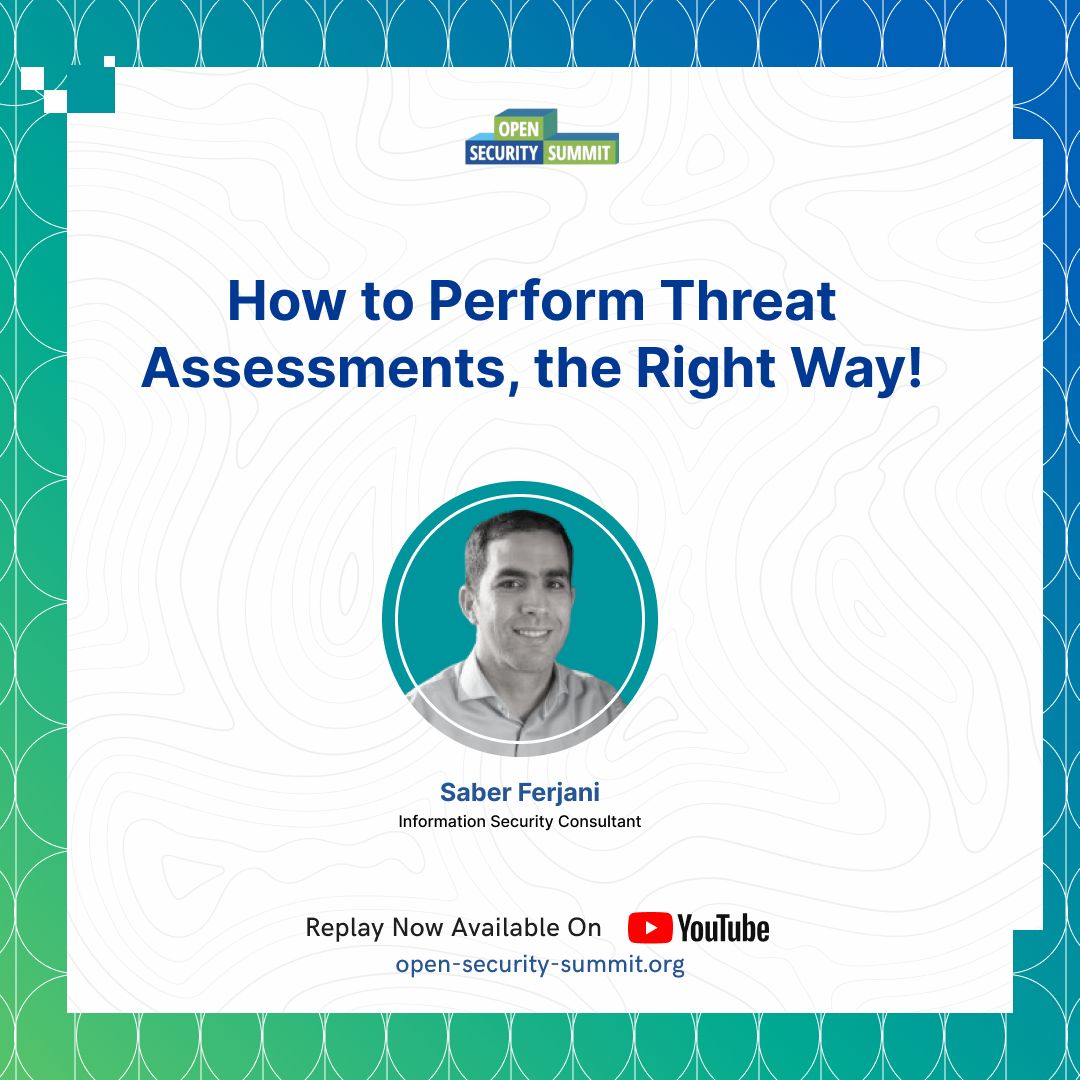 OPEN
SECURITY SUMMIT
How to Perform Threat
Assessments, the Right Way!
Saber Ferjani
Information Security Consultant
Replay Now Available On YouTube
open-security-summit.org